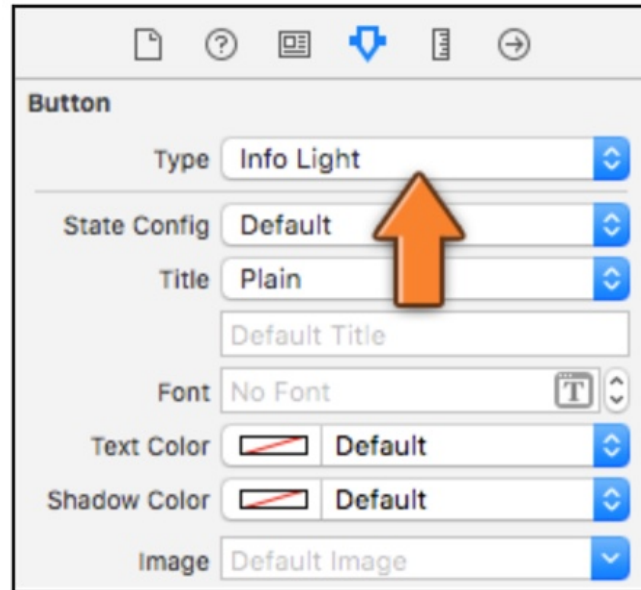 Button
Type Info Light
State Config Default
Title Plain
Default Title
Font No Font T
Text Color Default
Shadow Color Default
Image Default Image